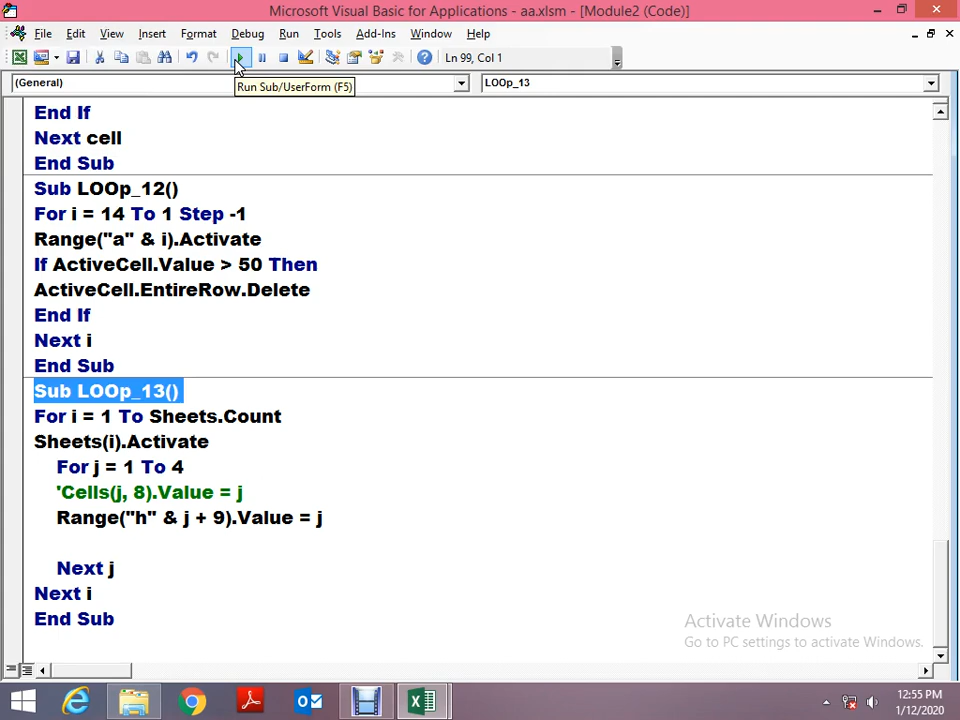 Microsoft Visual Basic for Applications - aa.xlsm - [Module2 (Code)]
File Edit View Insert Format Debug Run Tools Add-Ins Window Help
Ln 99, Col 1
(General) LOOp_13
Run Sub/UserForm (F5)
End If
Next cell
End Sub
Sub LOOp_12()
For i = 14 To 1 Step -1
Range("a" & i).Activate
If ActiveCell.Value > 50 Then
ActiveCell.EntireRow.Delete
End If
Next i
End Sub
Sub LOOp_13()
For i = 1 To Sheets.Count
Sheets(i).Activate
For j = 1 To 4
'Cells(j, 8).Value = j
Range("h" & j + 9).Value = j
Next j
Next i
End Sub
Activate Windows
Go to PC settings to activate Windows.
12:55 PM
1/12/2020